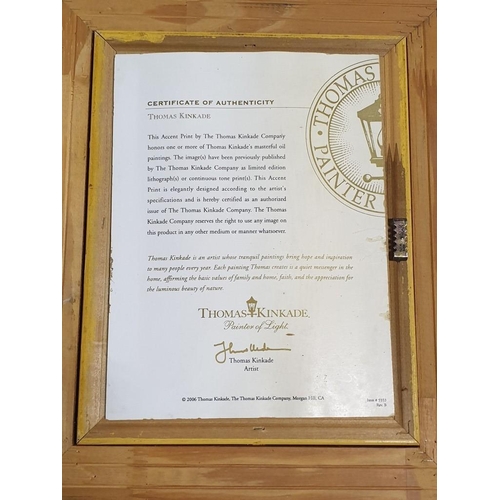 CERTIFICATE OF AUTHENTICITY
THOMAS KINKADE
This Accent Print by The Thomas Kinkade Company
honors one or more of Thomas Kinkade's masterful oil
paintings. The image(s) have been previously published
by The Thomas Kinkade Company as limited edition
lithograph(s) or continuous tone print(s). This Accent
Print is elegantly designed according to the artist's
specifications and is hereby certified as an authorized
issue of The Thomas Kinkade Company. The Thomas
Kinkade Company reserves the right to use any image on
this product in any other medium or manner whatsoever.
Thomas Kinkade is an artist whose tranquil paintings bring hope and inspiration
to many people every year. Each painting Thomas creates is a quiet messenger in the
home, affirming the basic values of family and home, faith, and the appreciation for
the luminous beauty of nature.
THOMAS KINKADE®
Painter of Light™
Thomas Kinkade
Artist
© 2006 Thomas Kinkade, The Thomas Kinkade Company, Morgan Hill, CA
THOMAS
PAINTER